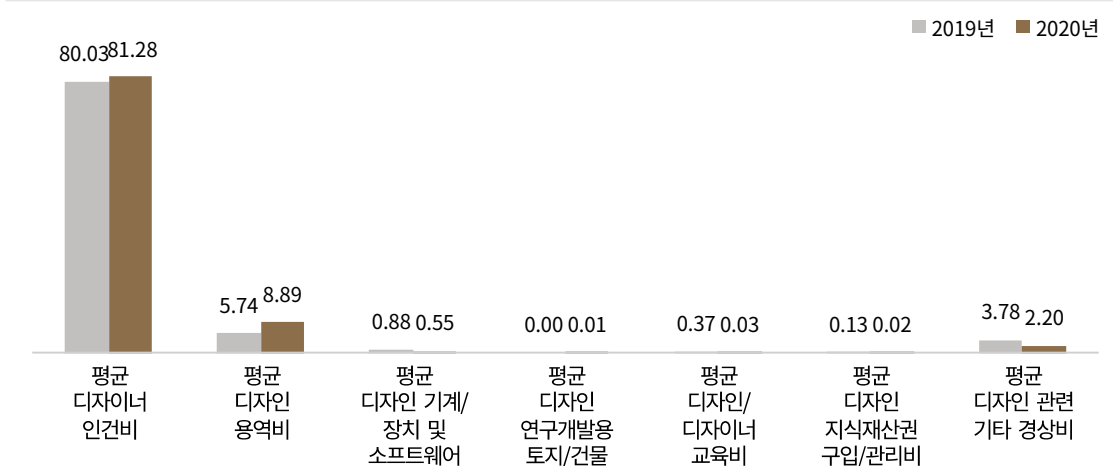 2019년 2020년
80.03 81.28
5.74 8.89
0.88 0.55
0.00 0.01
0.37 0.03
0.13 0.02
3.78 2.20
평균
디자이너
인건비
평균
디자인
용역비
평균
디자인 기계/
장치 및
소프트웨어
평균
디자인
연구개발용
토지/건물
평균
디자인/
디자이너
교육비
평균
디자인
지식재산권
구입/관리비
평균
디자인 관련
기타 경상비